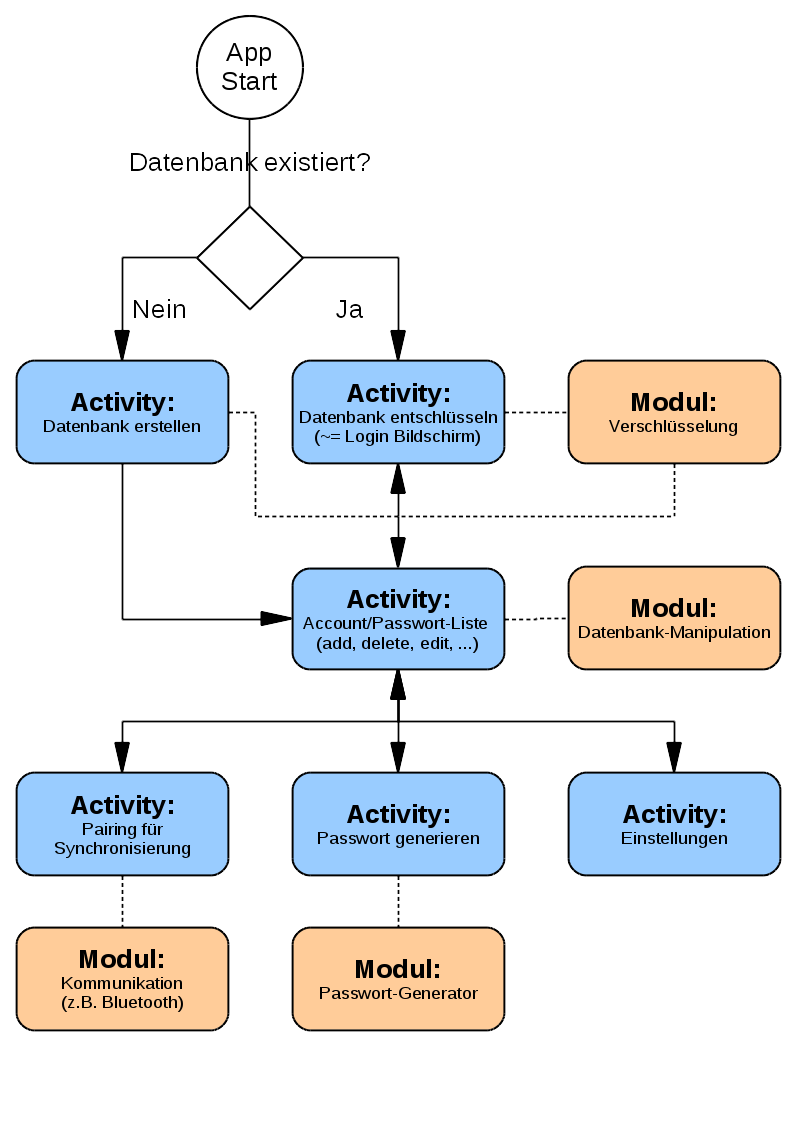 App
Start
Datenbank existiert?
Nein
Ja
Activity:
Datenbank erstellen
Activity:
Datenbank entschlüsseln
(~= Login Bildschirm)
Modul:
Verschlüsselung
Activity:
Account/Passwort-Liste
(add, delete, edit, ...)
Modul:
Datenbank-Manipulation
Activity:
Pairing für
Synchronisierung
Activity:
Passwort generieren
Activity:
Einstellungen
Modul:
Kommunikation
(z.B. Bluetooth)
Modul:
Passwort-Generator